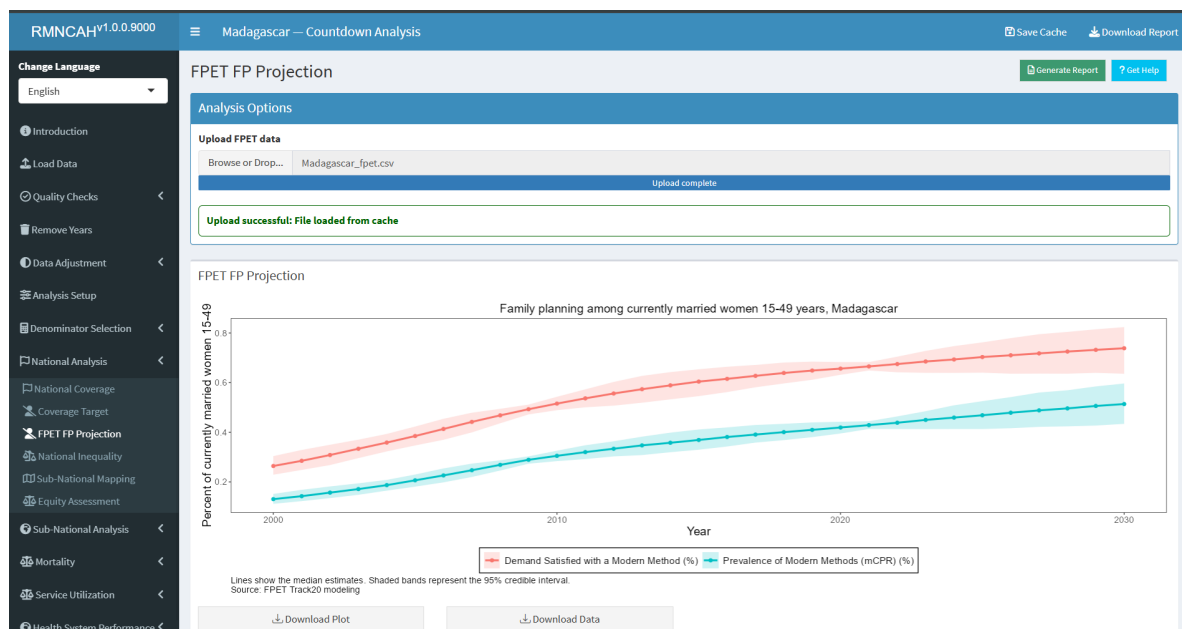 RMNCAHv1.0.0.9000
Madagascar — Countdown Analysis
Save Cache
Download Report
Change Language
English
Introduction
Load Data
Quality Checks
Remove Years
Data Adjustment
Analysis Setup
Denominator Selection
National Analysis
National Coverage
Coverage Target
FPET FP Projection
National Inequality
Sub-National Mapping
Equity Assessment
Sub-National Analysis
Mortality
Service Utilization
Health System Performance
FPET FP Projection
Generate Report
? Get Help
Analysis Options
Upload FPET data
Browse or Drop... Madagascar_fpet.csv
Upload complete
Upload successful: File loaded from cache
FPET FP Projection
Family planning among currently married women 15-49 years, Madagascar
Percent of currently married women 15-49
0.8
0.6
0.4
0.2
2000 2010 2020 2030
Year
Demand Satisfied with a Modern Method (%) Prevalence of Modern Methods (mCPR) (%)
Lines show the median estimates. Shaded bands represent the 95% credible interval.
Source: FPET Track20 modeling
Download Plot
Download Data